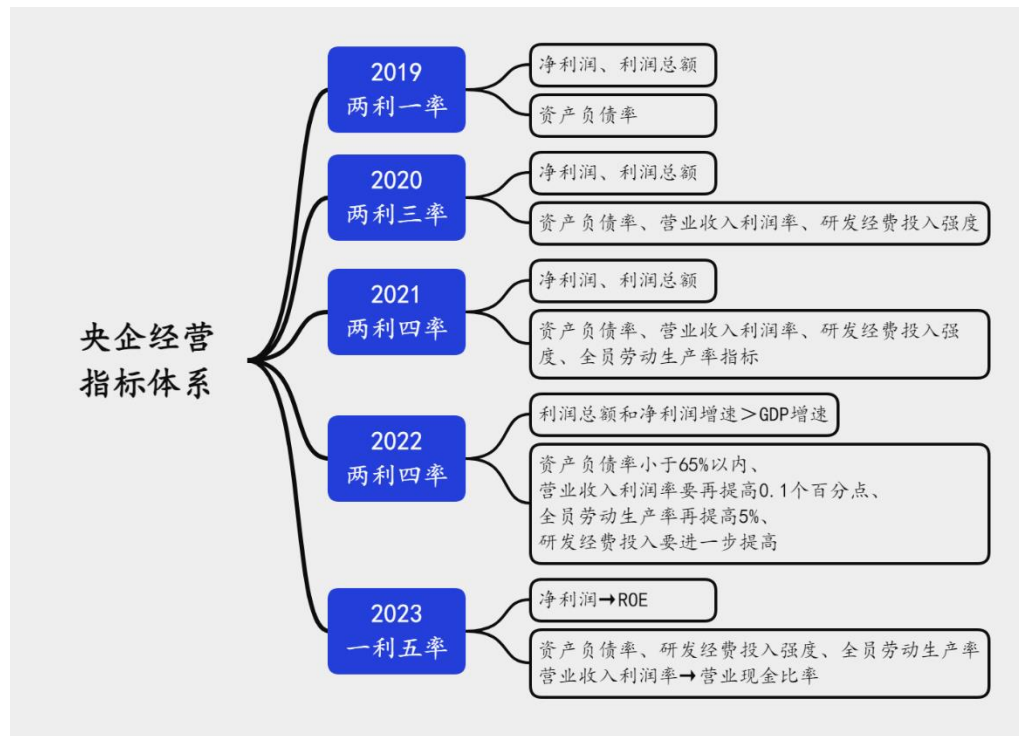 央企经营
指标体系
2019
两利一率
净利润、利润总额
资产负债率
2020
两利三率
净利润、利润总额
资产负债率、营业收入利润率、研发经费投入强度
2021
两利四率
净利润、利润总额
资产负债率、营业收入利润率、研发经费投入强
度、全员劳动生产率指标
2022
两利四率
利润总额和净利润增速＞GDP增速
资产负债率小于65%以内、
营业收入利润率要再提高0.1个百分点、
全员劳动生产率再提高5%、
研发经费投入要进一步提高
2023
一利五率
净利润→ROE
资产负债率、研发经费投入强度、全员劳动生产率
营业收入利润率→营业现金比率